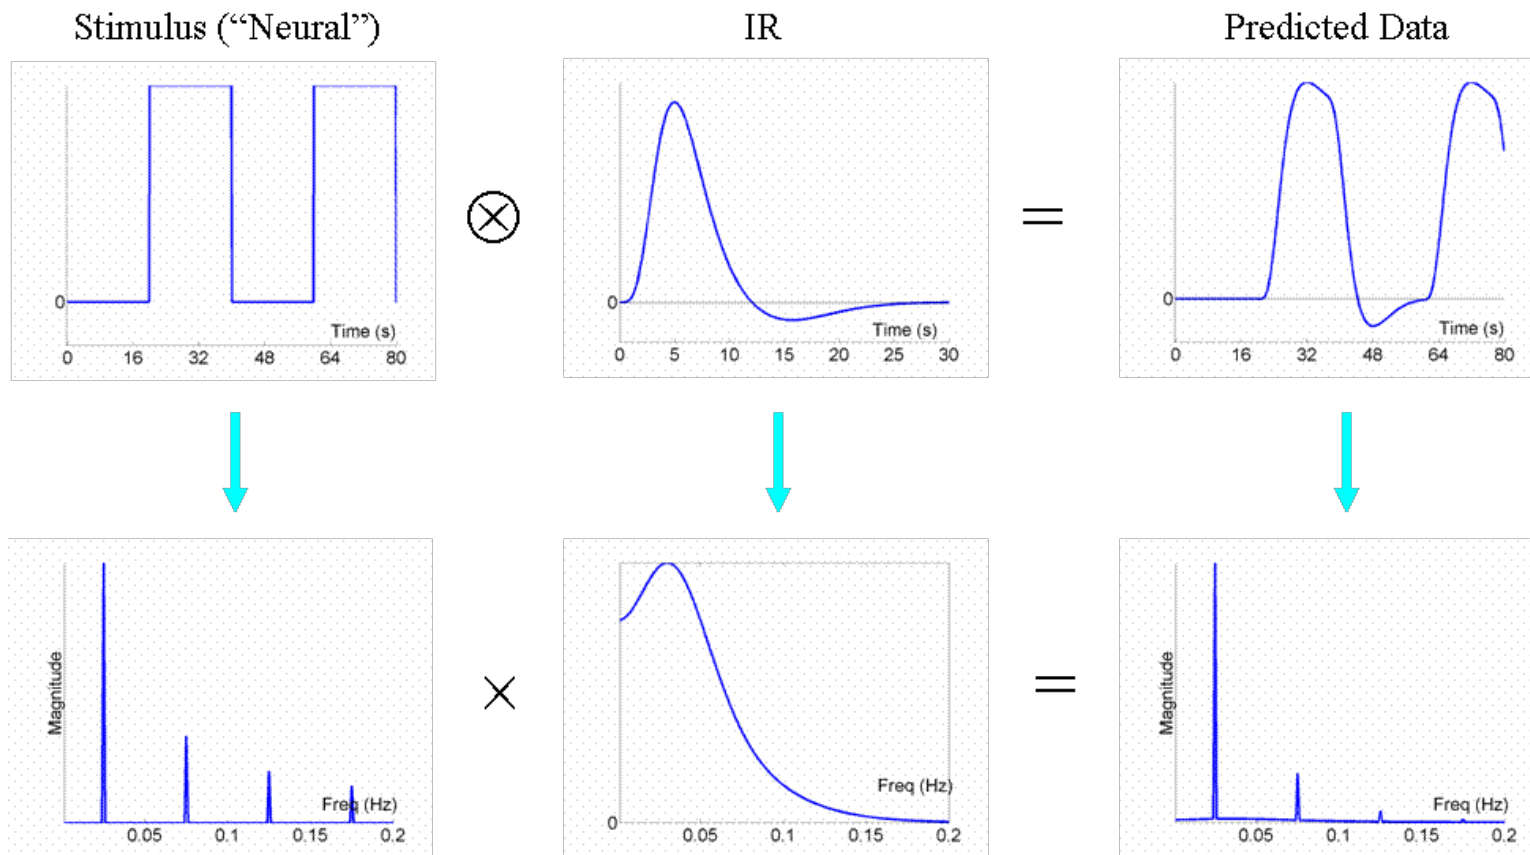 Stimulus (“Neural”)
IR
Predicted Data
0
Time (s)
0 16 32 48 64 80
0
Time (s)
0 5 10 15 20 25 30
0
Time (s)
0 16 32 48 64 80
⊗
=
Magnitude
Freq (Hz)
0.05 0.1 0.15 0.2
×
0
Freq (Hz)
0.05 0.1 0.15 0.2
=
Magnitude
Freq (Hz)
0.05 0.1 0.15 0.2